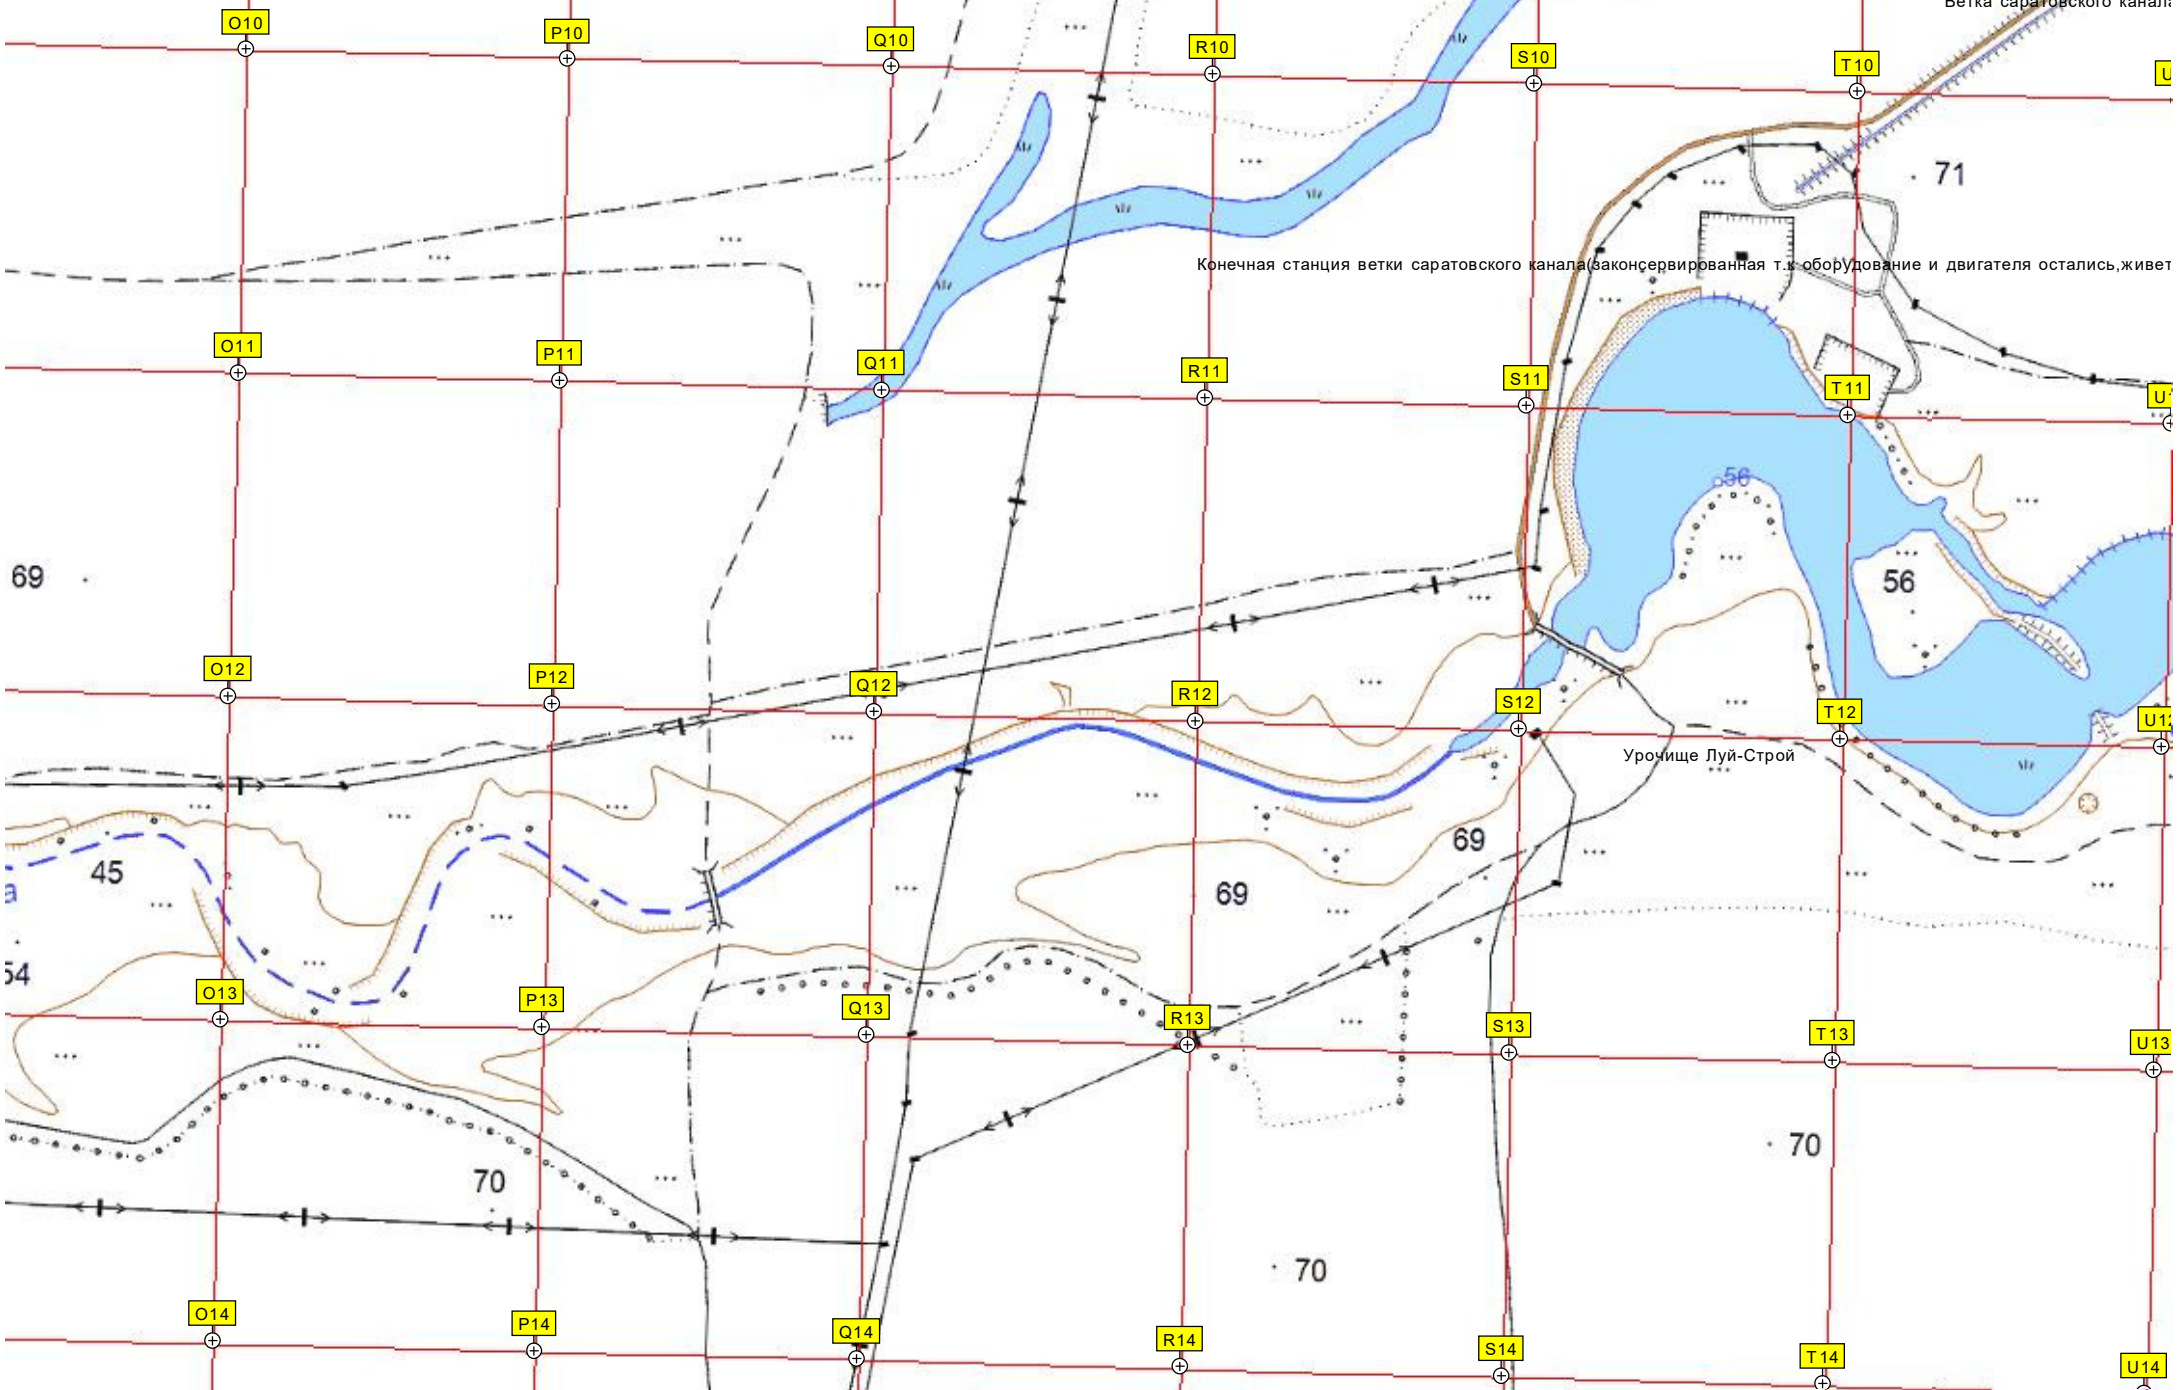 Ветка саратовского канала
O10
P10
Q10
R10
S10
T10
71
Конечная станция ветки саратовского канала(законсервированная т.к оборудование и двигателя остались,живет
O11
P11
Q11
R11
S11
T11
56
69
56
O12
P12
Q12
R12
S12
T12
U12
Урочище Луй-Строй
45
69
69
а
54
O13
P13
Q13
R13
S13
T13
U13
70
70
70
O14
P14
Q14
R14
S14
T14
U14